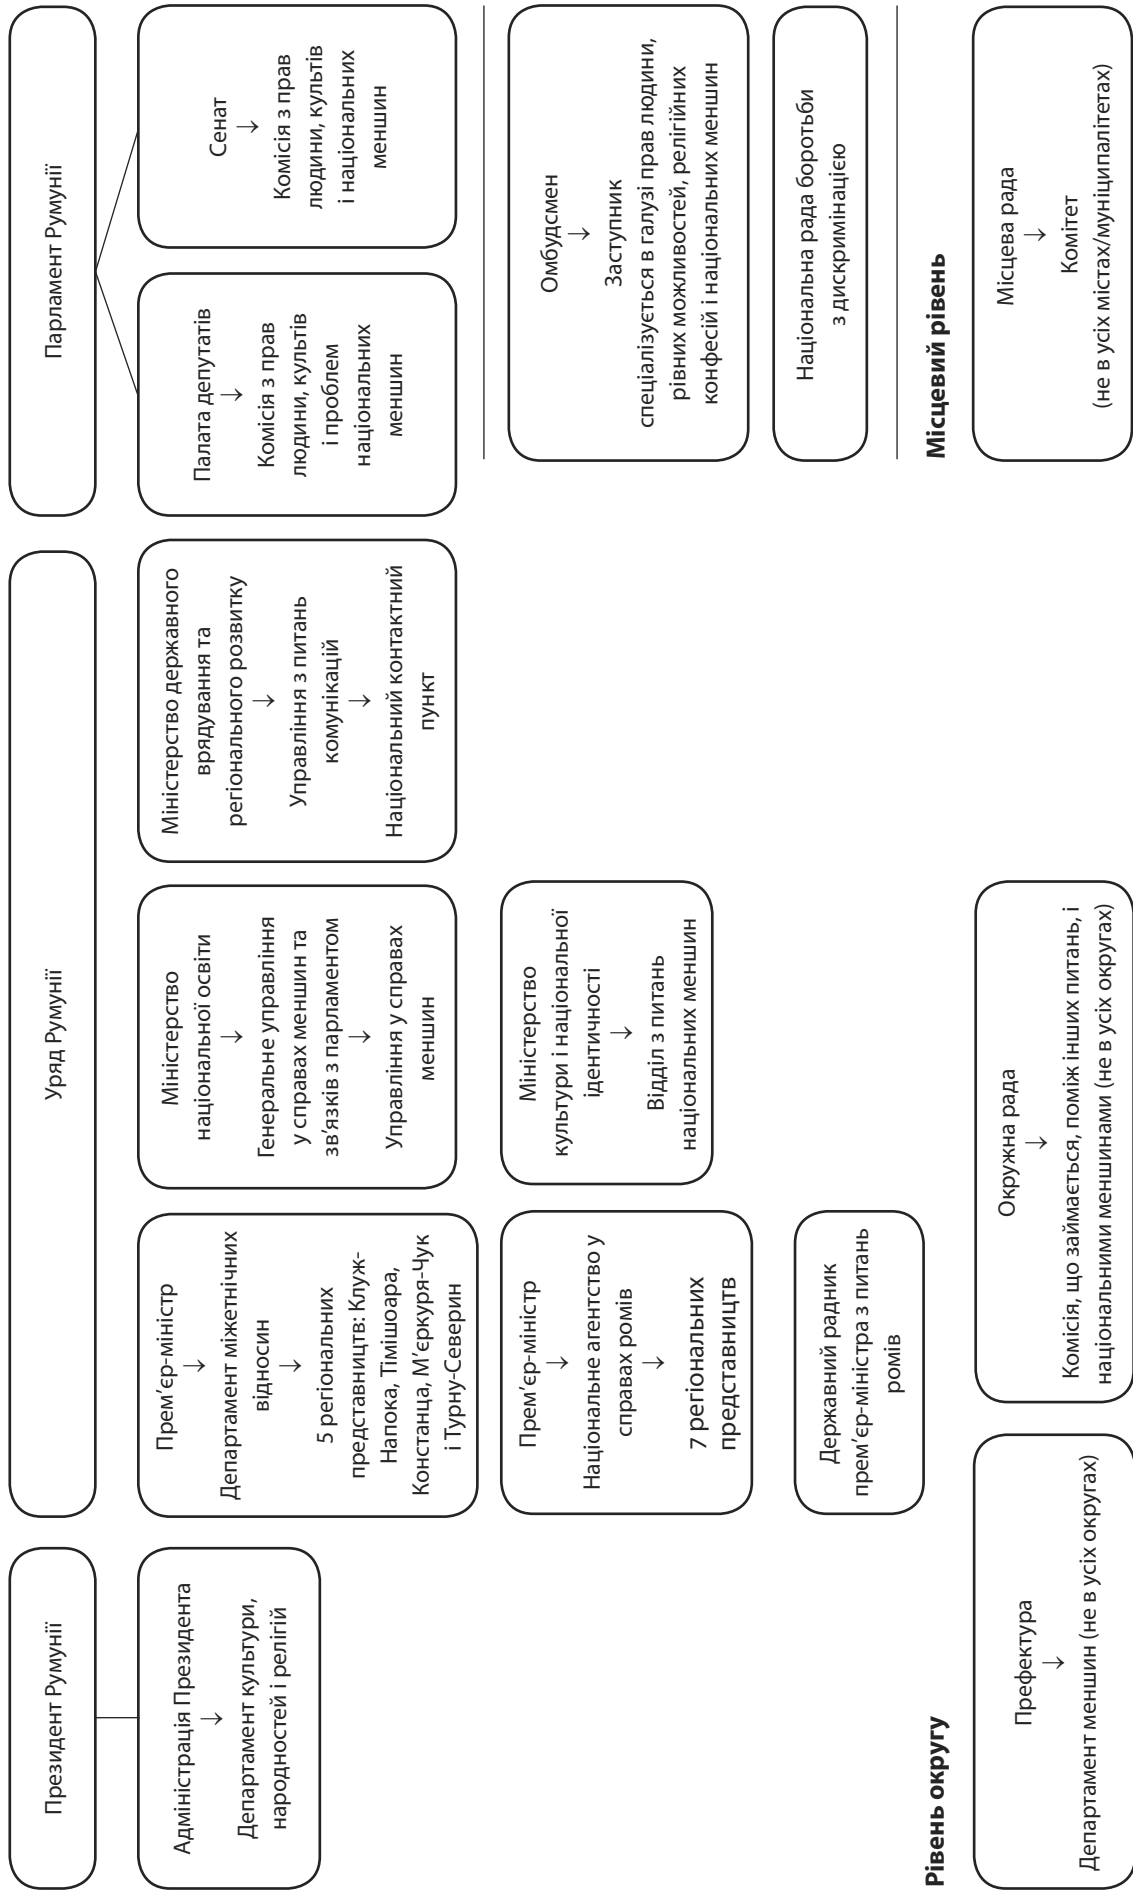 Президент Румунії
Адміністрація Президента
↓
Департамент культури,
народностей і релігій
Уряд Румунії
Прем’єр-міністр
↓
Департамент міжетнічних
відносин
↓
5 регіональних
представництв: Клуж-
Напока, Тімішоара,
Констанца, М’єркуря-Чук
і Турну-Северин
Прем’єр-міністр
↓
Національне агентство у
справах ромів
↓
7 регіональних
представництв
Державний радник
прем’єр-міністра з питань
ромів
Міністерство
національної освіти
↓
Генеральне управління
у справах меншин та
зв’язків з парламентом
↓
Управління у справах
меншин
Міністерство
культури і національної
ідентичності
↓
Відділ з питань
національних меншин
Міністерство державного
врядування та
регіонального розвитку
↓
Управління з питань
комунікацій
↓
Національний контактний
пункт
Парламент Румунії
Палата депутатів
↓
Комісія з прав
людини, культів
і проблем
національних
меншин
Сенат
↓
Комісія з прав
людини, культів
і національних
меншин
Омбудсмен
↓
Заступник
спеціалізується в галузі прав людини,
рівних можливостей, релігійних
конфесій і національних меншин
Національна рада боротьби
з дискримінацією
Рівень округу
Префектура
↓
Департамент меншин (не в усіх округах)
Окружна рада
↓
Комісія, що займається, поміж інших питань, і
національними меншинами (не в усіх округах)
Місцевий рівень
Місцева рада
↓
Комітет
(не в усіх містах/муніципалітетах)